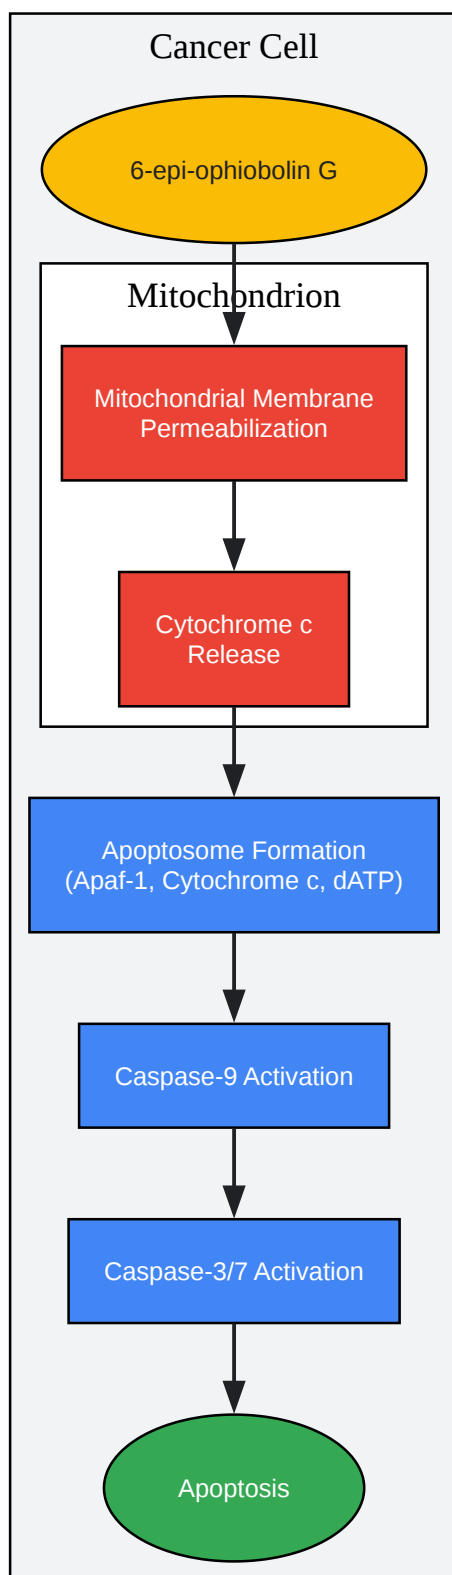 Cancer Cell
6-epi-ophiobolin G
Mitochondrion
Mitochondrial Membrane
Permeabilization
Cytochrome c
Release
Apoptosome Formation
(Apaf-1, Cytochrome c, dATP)
Caspase-9 Activation
Caspase-3/7 Activation
Apoptosis